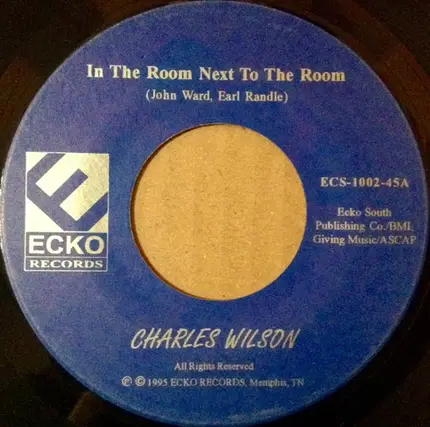 In The Room Next To The Room
(John Ward, Earl Randle)
ECS-1002-45A
Ecko South
Publishing Co./BMI,
Giving Music/ASCAP
E
ECKO
RECORDS
CHARLES WILSON
All Rights Reserved
℗ © 1995 ECKO RECORDS, Memphis, TN